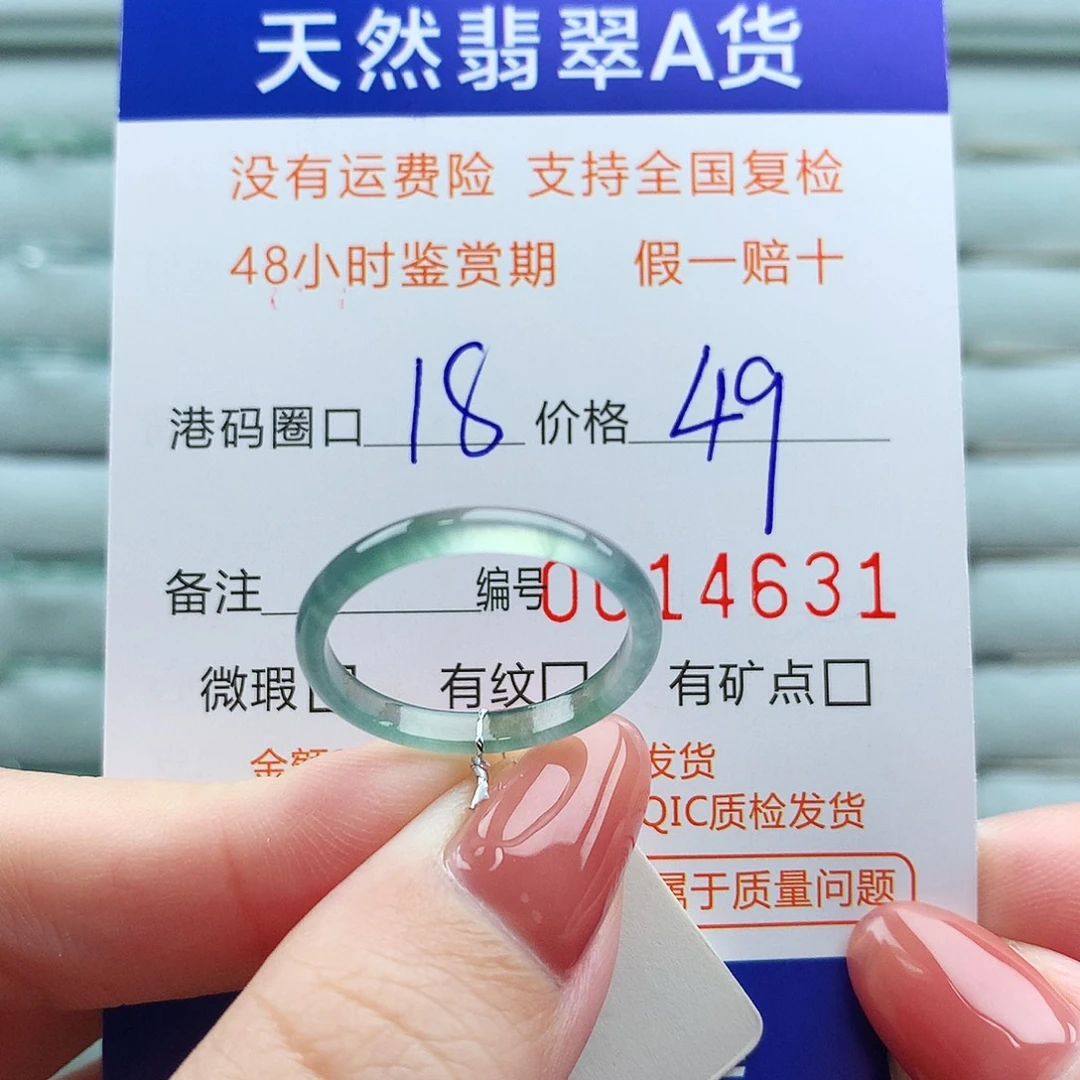 天然翡翠A货
没有运费险 支持全国复检
48小时鉴赏期 假一赔十
港码圈口 18 价格 49
备注 编号 0014631
微瑕 有纹□ 有矿点□
金额 发货
QIC质检发货
属于质量问题